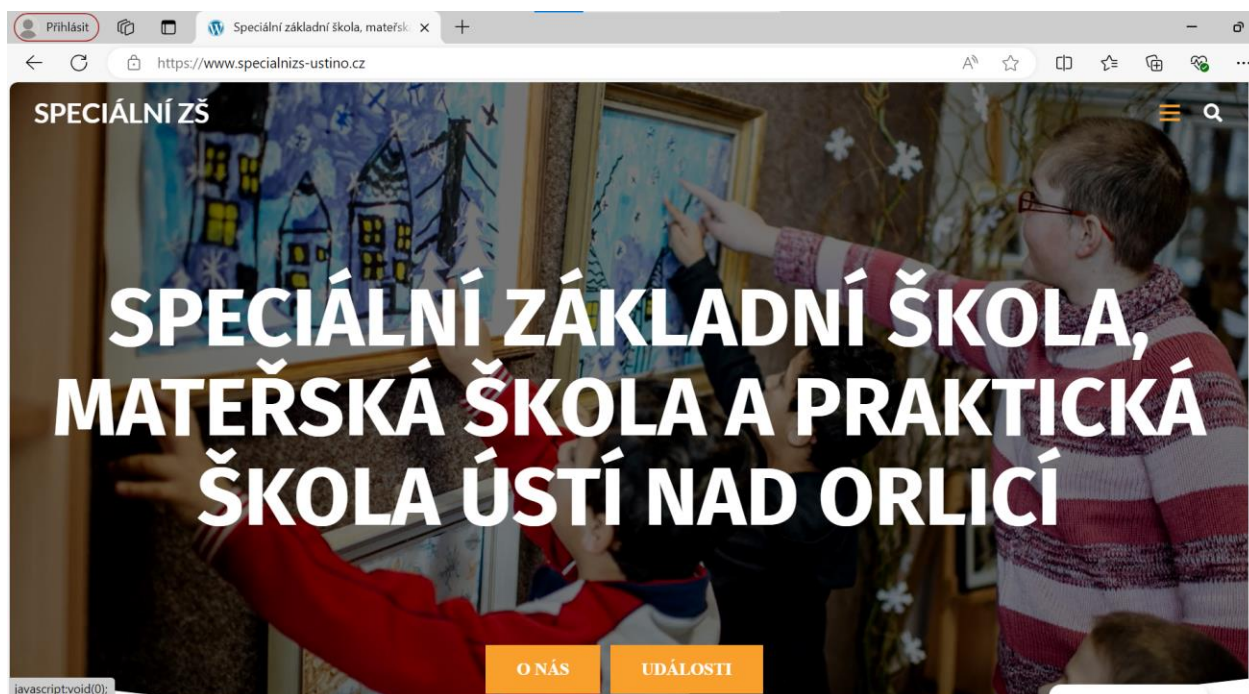 Přihlásit
Speciální základní škola, mateřsk
https://www.specialnizs-ustino.cz
SPECIÁLNÍ ZŠ
SPECIÁLNÍ ZÁKLADNÍ ŠKOLA,
MATEŘSKÁ ŠKOLA A PRAKTICKÁ
ŠKOLA ÚSTÍ NAD ORLICÍ
O NÁS
UDÁLOSTI
javascript:void(0);